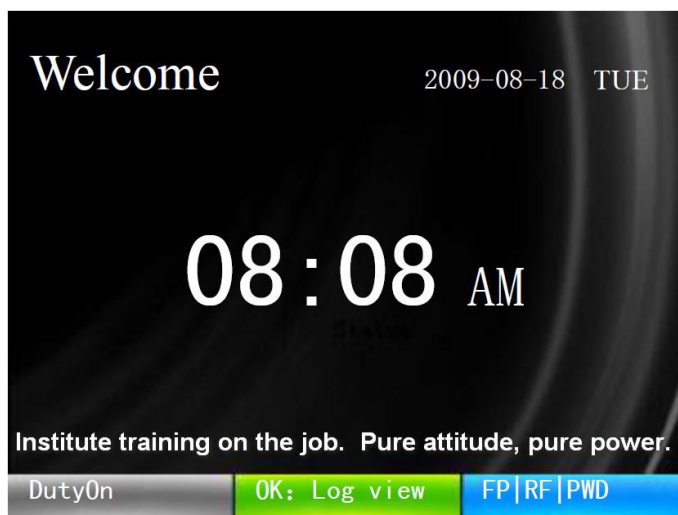 Welcome 2009-08-18 TUE
08:08 AM
Institute training on the job. Pure attitude, pure power.
DutyOn OK: Log view FP|RF|PWD